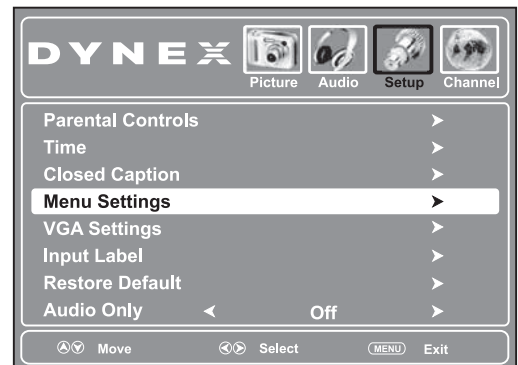 DYNEX
Picture Audio Setup Channel
Parental Controls
Time
Closed Caption
Menu Settings
VGA Settings
Input Label
Restore Default
Audio Only Off
Move Select MENU Exit